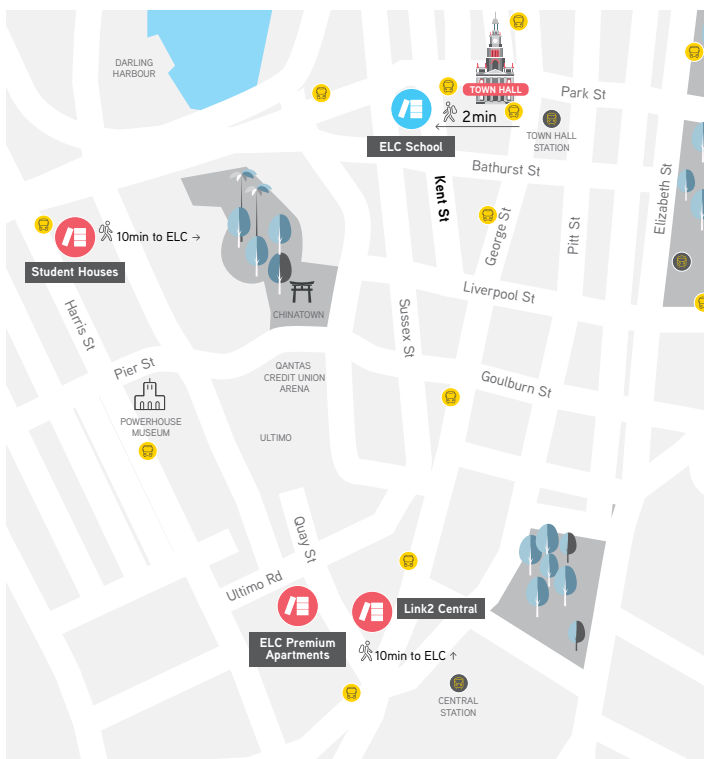 DARLING
HARBOUR
TOWN HALL
Park St
2min
TOWN HALL
STATION
ELC School
Bathurst St
Kent St
George St
Pitt St
Elizabeth St
10min to ELC →
Student Houses
Harris St
Liverpool St
CHINATOWN
Sussex St
Pier St
QANTAS
CREDIT UNION
ARENA
Goulburn St
POWERHOUSE
MUSEUM
ULTIMO
Quay St
Ultimo Rd
Link2 Central
ELC Premium
Apartments
10min to ELC ↑
CENTRAL
STATION